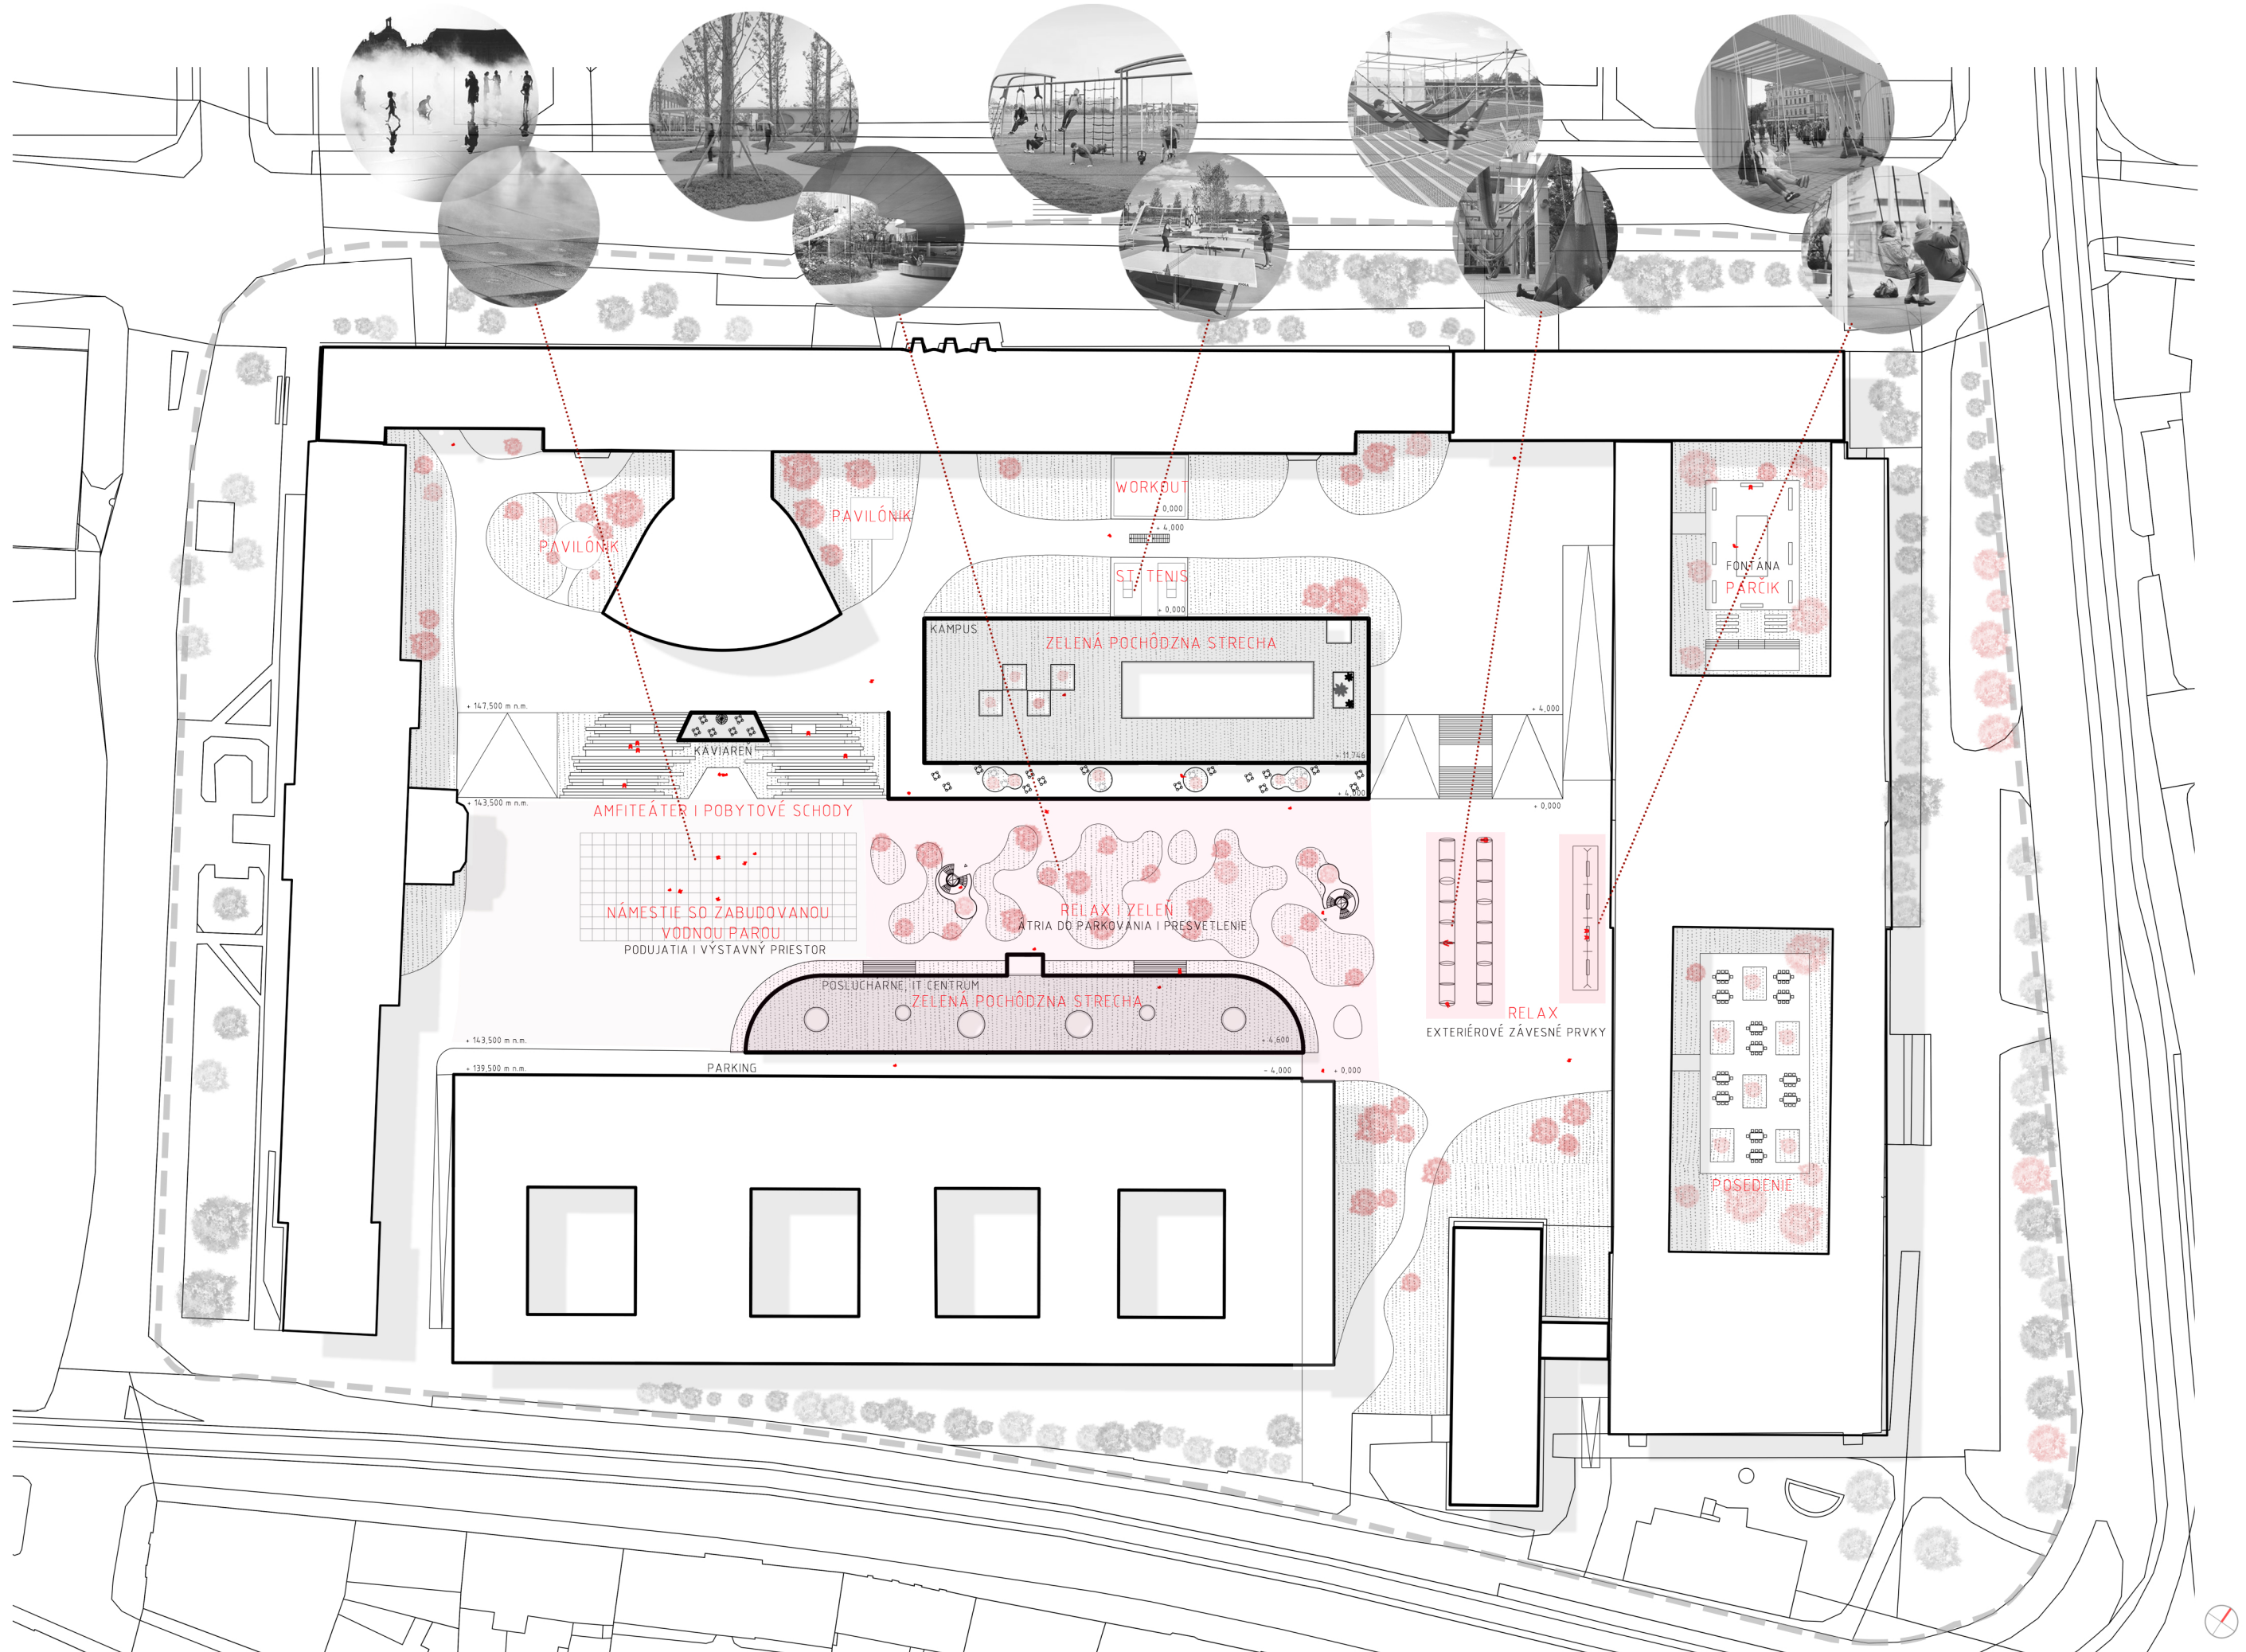 WORKOUT
0,000
+ 4,000
PAVILÓNIK
PAVILÓNIK
ST. TENIS
+ 0,000
FONTÁNA
PARČIK
KAMPUS
ZELENÁ POCHÔDZNA STRECHA
+ 147,500 m n.m.
+ 4,000
KAVIAREŇ
+ 11,746
+ 143,500 m n.m.
+ 4,000
+ 0,000
AMFITEÁTER I POBYTOVÉ SCHODY
NÁMESTIE SO ZABUDOVANOU
VODNOU PAROU
PODUJATIA I VÝSTAVNÝ PRIESTOR
RELAX I ZELEŇ
ÁTRIA DO PARKOVANIA I PRESVETLENIE
POSLUCHÁRNE, IT CENTRUM
ZELENÁ POCHÔDZNA STRECHA
RELAX
EXTERIÉROVÉ ZÁVESNÉ PRVKY
+ 143,500 m n.m.
+ 4,600
+ 139,500 m n.m.
PARKING
- 4,000
+ 0,000
POSEDENIE